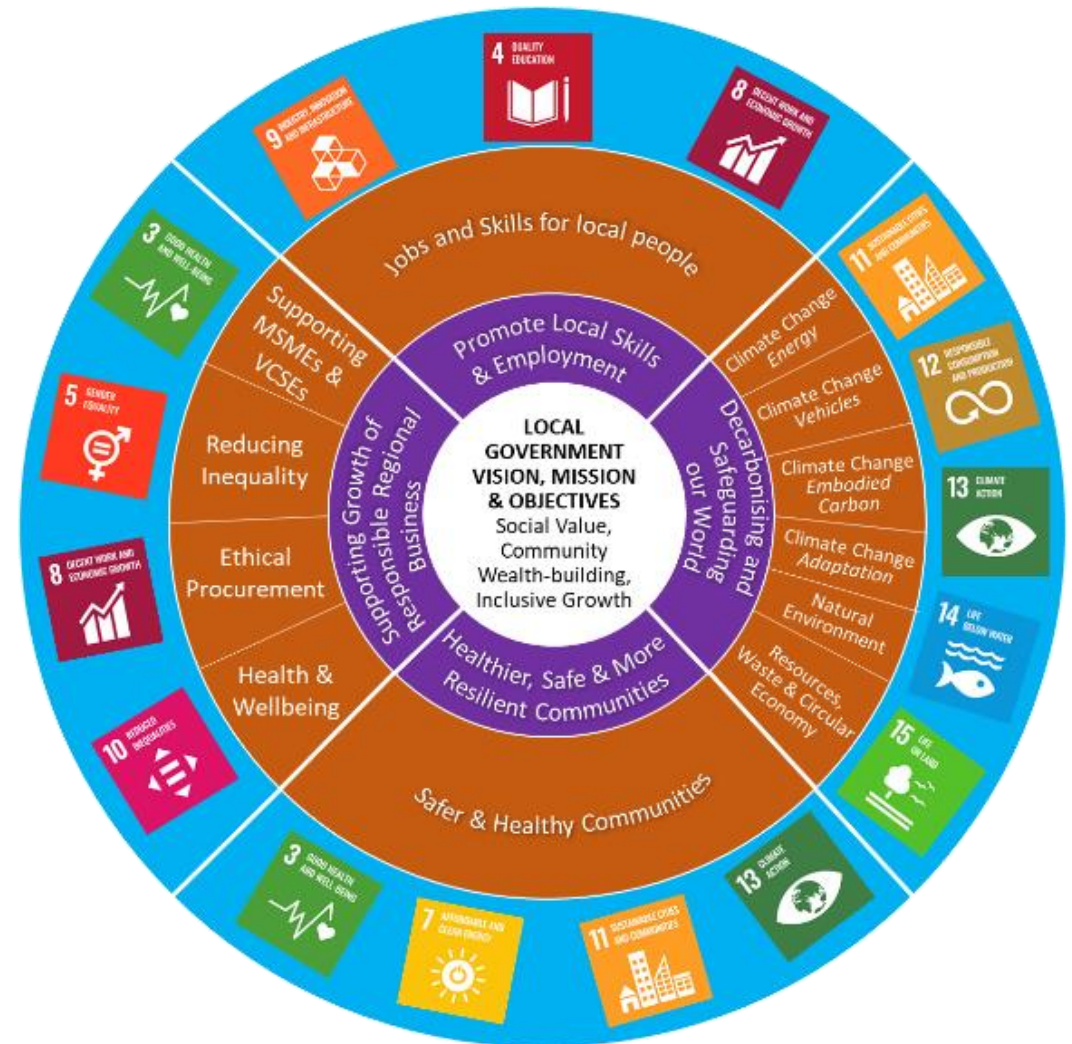 4 QUALITY
EDUCATION
8 DECENT WORK AND
ECONOMIC GROWTH
11 SUSTAINABLE CITIES
AND COMMUNITIES
12 RESPONSIBLE
CONSUMPTION
AND PRODUCTION
13 CLIMATE
ACTION
14 LIFE
BELOW WATER
15 LIFE
ON LAND
13 CLIMATE
ACTION
11 SUSTAINABLE CITIES
AND COMMUNITIES
7 AFFORDABLE AND
CLEAN ENERGY
3 GOOD HEALTH
AND WELL-BEING
10 REDUCED
INEQUALITIES
8 DECENT WORK AND
ECONOMIC GROWTH
5 GENDER
EQUALITY
3 GOOD HEALTH
AND WELL-BEING
9 INDUSTRY, INNOVATION
AND INFRASTRUCTURE
Jobs and Skills for local people
Climate Change
Energy
Climate Change
Vehicles
Climate Change
Embodied
Carbon
Climate Change
Adaptation
Natural
Environment
Resources,
Waste & Circular
Economy
Safer & Healthy Communities
Health &
Wellbeing
Ethical
Procurement
Reducing
Inequality
Supporting
MSMEs &
VCSEs
Promote Local Skills
& Employment
Decarbonising and
Safeguarding
our World
Healthier, Safe & More
Resilient Communities
Supporting Growth of
Responsible Regional
Business
LOCAL
GOVERNMENT
VISION, MISSION
& OBJECTIVES
Social Value,
Community
Wealth-building,
Inclusive Growth